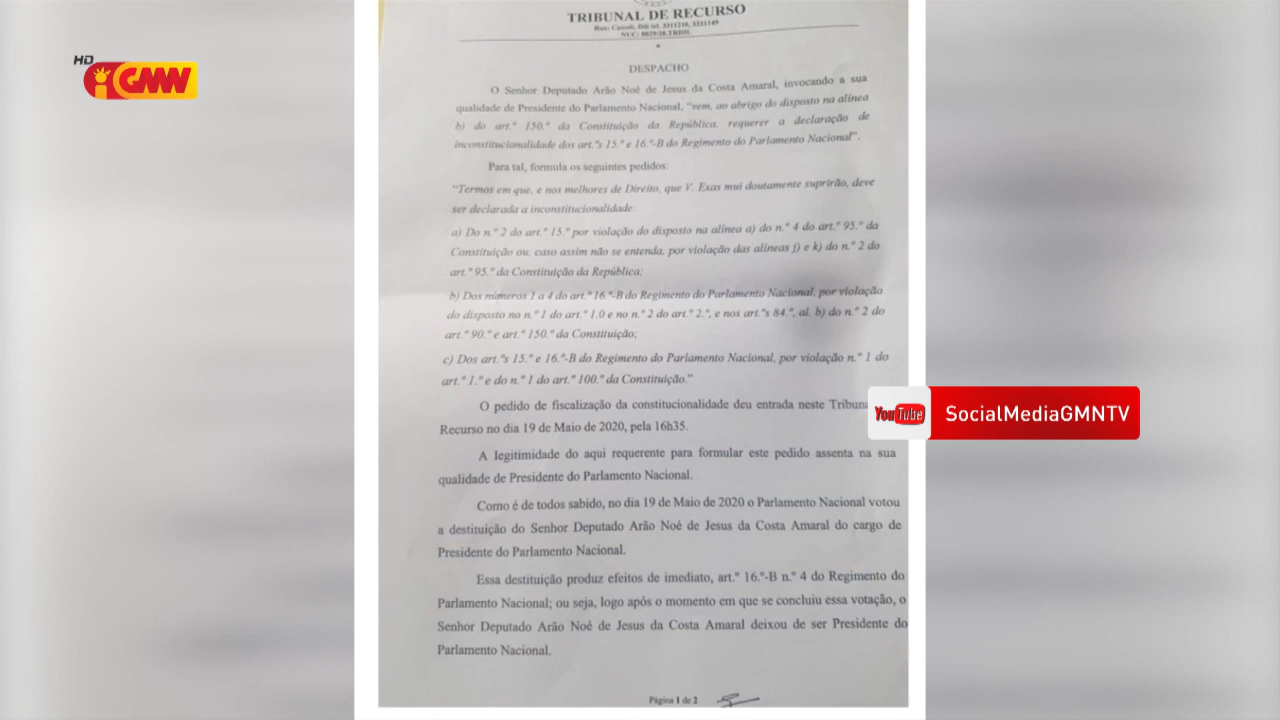 TRIBUNAL DE RECURSO
Rua: Caicoli, Dili tel. 3311216, 3331149
NUC: 0029/20.TRDIL
HD
GMN
DESPACHO
O Senhor Deputado Arão Noé de Jesus da Costa Amaral, invocando a sua
qualidade de Presidente do Parlamento Nacional, “vem, ao abrigo do disposto na alínea
b) do art.º 150.º da Constituição da República, requerer a declaração de
inconstitucionalidade dos art.ºs 15.º e 16.º-B do Regimento do Parlamento Nacional”.
Para tal, formula os seguintes pedidos:
“Termos em que, e nos melhores de Direito, que V. Exas mui doutamente suprirão, deve
ser declarada a inconstitucionalidade:
a) Do n.º 2 do art.º 15.º por violação do disposto na alínea a) do n.º 4 do art.º 95.º da
Constituição ou, caso assim não se entenda, por violação das alíneas j) e k) do n.º 2 do
art.º 95.º da Constituição da República;
b) Dos números 1 a 4 do art.º 16.º-B do Regimento do Parlamento Nacional, por violação
do disposto no n.º 1 do art.º 1.0 e no n.º 2 do art.º 2.º, e nos art.ºs 84.º, al. b) do n.º 2 do
art.º 90.º e art.º 150.º da Constituição;
c) Dos art.ºs 15.º e 16.º-B do Regimento do Parlamento Nacional, por violação n.º 1 do
art.º 1.º e do n.º 1 do art.º 100.º da Constituição.”
O pedido de fiscalização da constitucionalidade deu entrada neste Tribuna
Recurso no dia 19 de Maio de 2020, pela 16h35.
YouTube SocialMediaGMNTV
A legitimidade do aqui requerente para formular este pedido assenta na sua
qualidade de Presidente do Parlamento Nacional.
Como é de todos sabido, no dia 19 de Maio de 2020 o Parlamento Nacional votou
a destituição do Senhor Deputado Arão Noé de Jesus da Costa Amaral do cargo de
Presidente do Parlamento Nacional.
Essa destituição produz efeitos de imediato, art.º 16.º-B n.º 4 do Regimento do
Parlamento Nacional; ou seja, logo após o momento em que se concluiu essa votação, o
Senhor Deputado Arão Noé de Jesus da Costa Amaral deixou de ser Presidente do
Parlamento Nacional.
Página 1 de 2